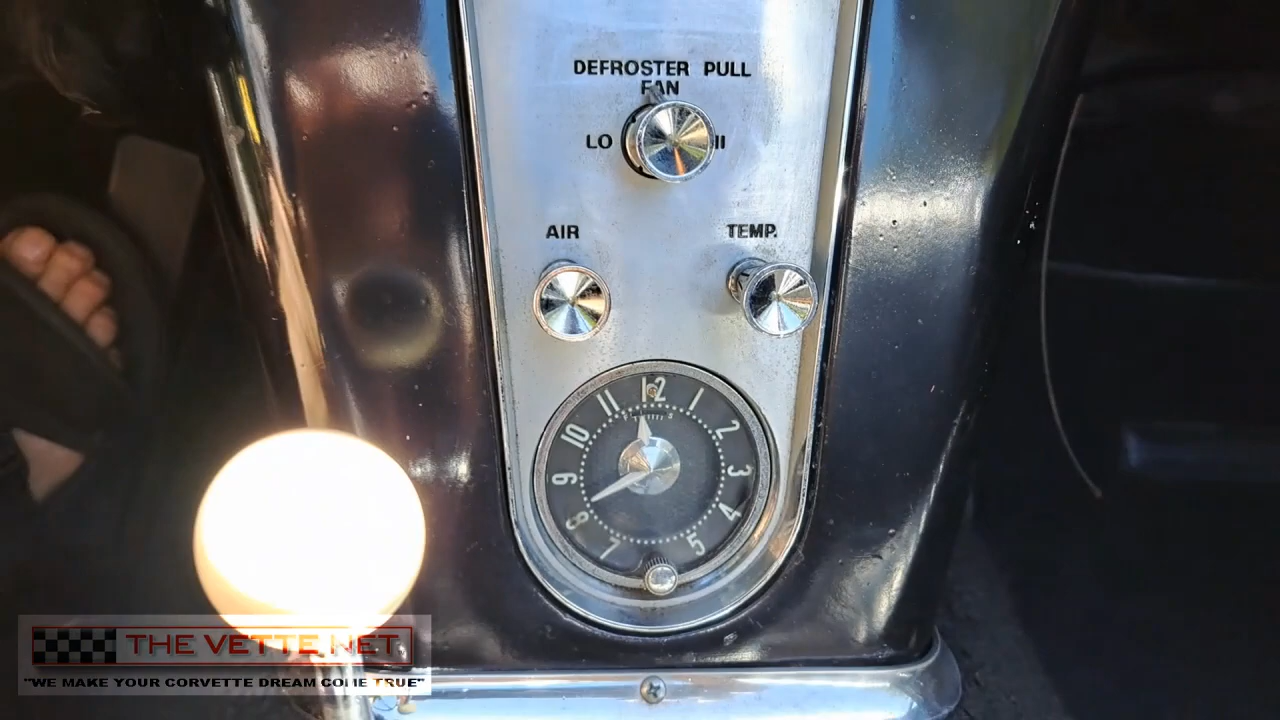 DEFROSTER PULL
FAN
LO HI
AIR
TEMP.
12
11 1
10 2
9 3
8 4
7 5
THE VETTE NET.
"WE MAKE YOUR CORVETTE DREAM COME TRUE"